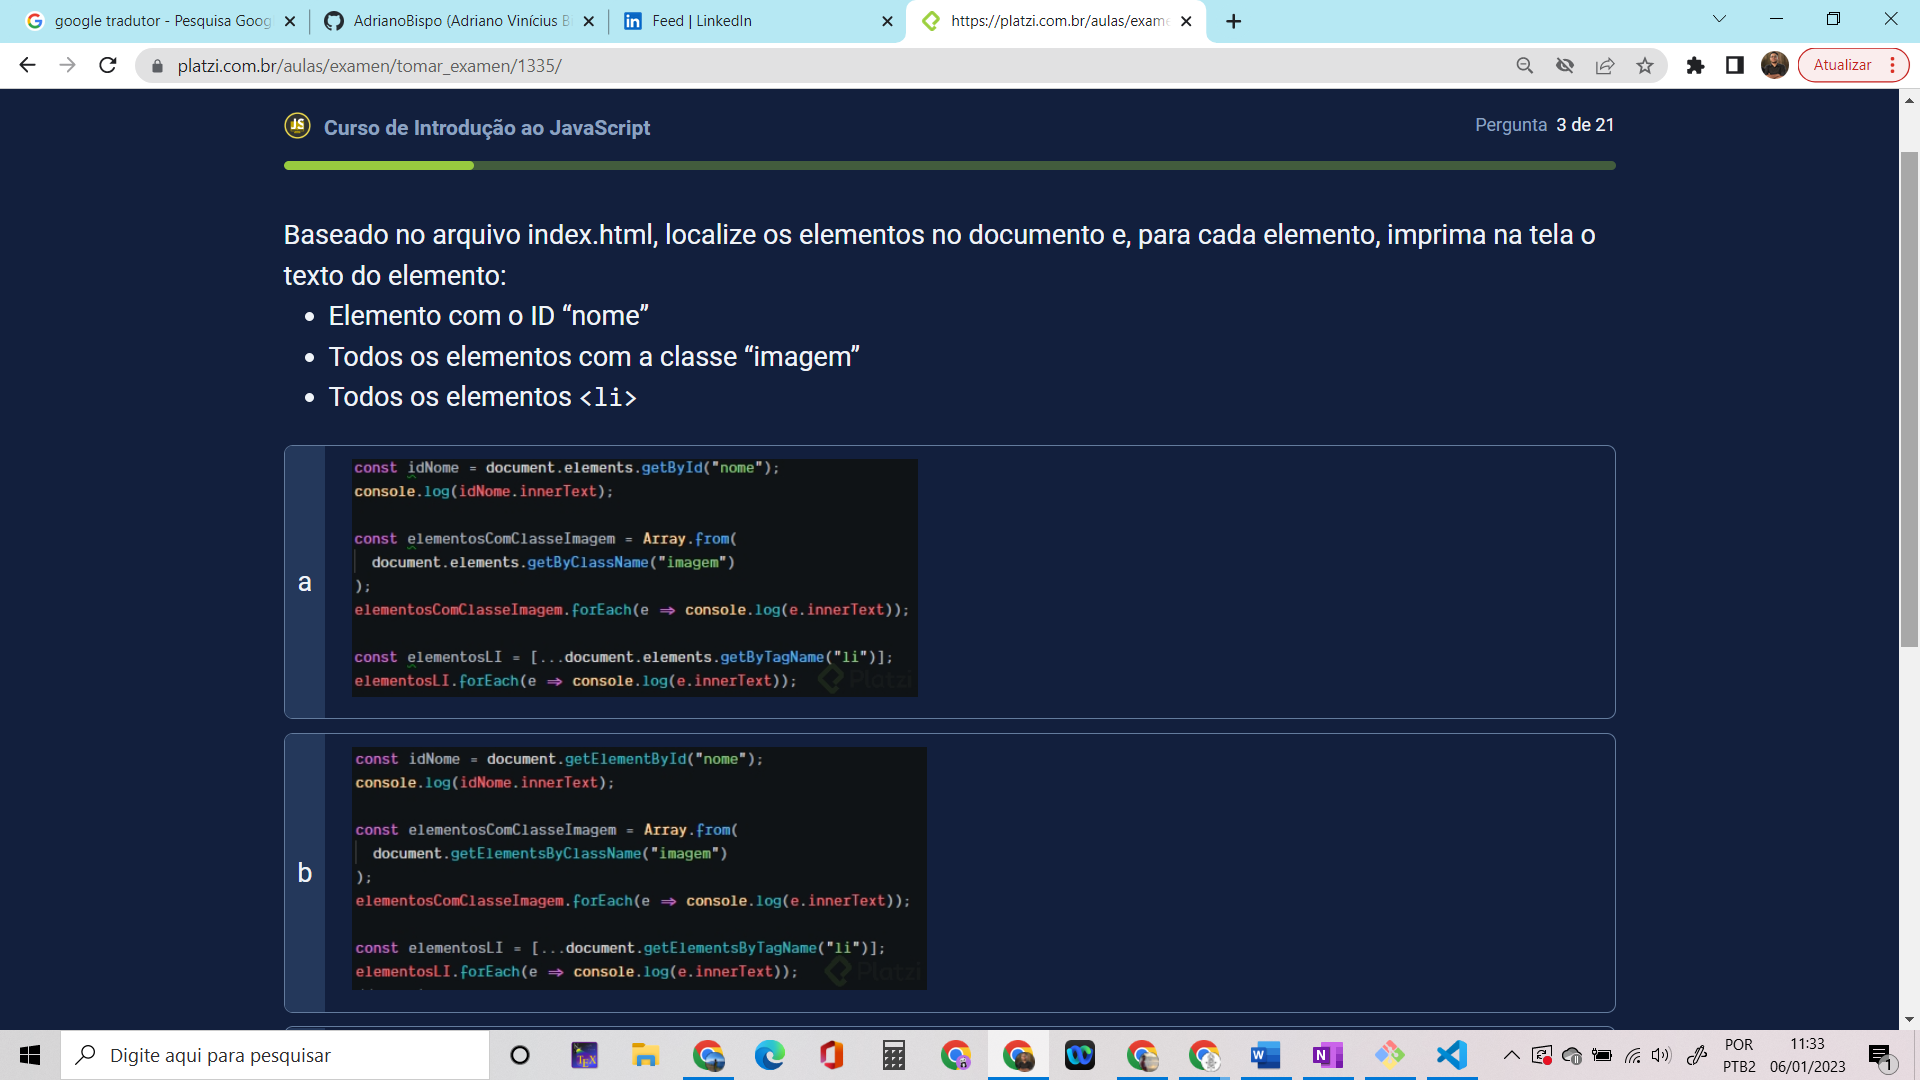 google tradutor - Pesquisa Goog
AdrianoBispo (Adriano Vinícius B
Feed | LinkedIn
https://platzi.com.br/aulas/exame
platzi.com.br/aulas/examen/tomar_examen/1335/
Atualizar
JS
Curso de Introdução ao JavaScript
Pergunta 3 de 21
Baseado no arquivo index.html, localize os elementos no documento e, para cada elemento, imprima na tela o
texto do elemento:
• Elemento com o ID “nome”
• Todos os elementos com a classe “imagem”
• Todos os elementos <li>
a
const idNome = document.elements.getById("nome");
console.log(idNome.innerText);
const elementosComClasseImagem = Array.from(
document.elements.getByClassName("imagem")
);
elementosComClasseImagem.forEach(e ⇒ console.log(e.innerText));
const elementosLI = [...document.elements.getByTagName("li")];
elementosLI.forEach(e ⇒ console.log(e.innerText));
Platzi
b
const idNome = document.getElementById("nome");
console.log(idNome.innerText);
const elementosComClasseImagem = Array.from(
document.getElementsByClassName("imagem")
);
elementosComClasseImagem.forEach(e ⇒ console.log(e.innerText));
const elementosLI = [...document.getElementsByTagName("li")];
elementosLI.forEach(e ⇒ console.log(e.innerText));
Platzi
Digite aqui para pesquisar
POR
PTB2
11:33
06/01/2023
1